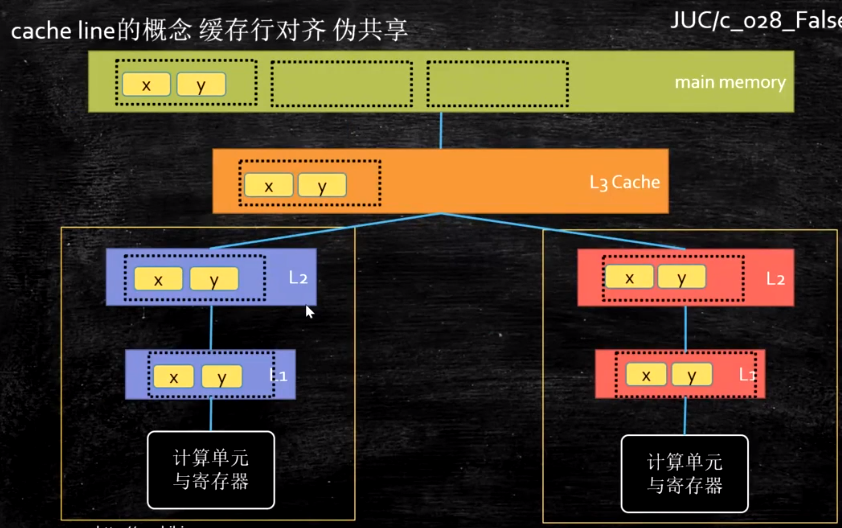 cache line的概念 缓存行对齐 伪共享
JUC/c_028_False
x y
main memory
x y
L3 Cache
x y
L2
x y
L2
x y
L1
x y
L1
计算单元
与寄存器
计算单元
与寄存器